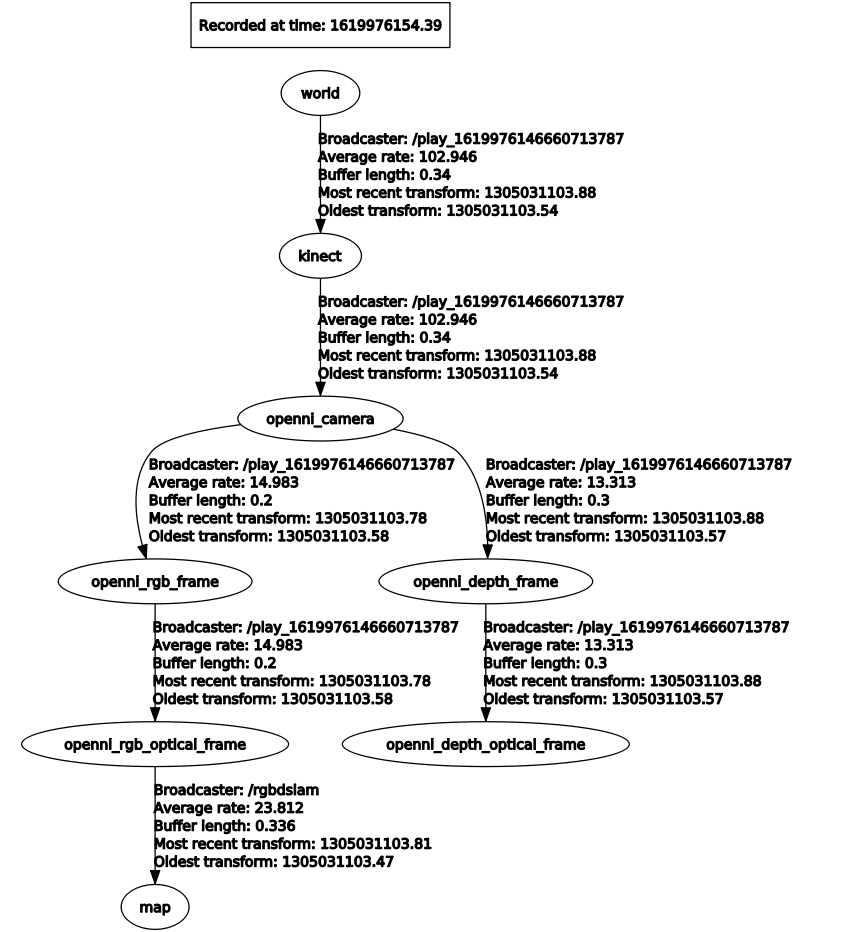 Recorded at time: 1619976154.39
world
Broadcaster: /play_1619976146660713787
Average rate: 102.946
Buffer length: 0.34
Most recent transform: 1305031103.88
Oldest transform: 1305031103.54
kinect
Broadcaster: /play_1619976146660713787
Average rate: 102.946
Buffer length: 0.34
Most recent transform: 1305031103.88
Oldest transform: 1305031103.54
openni_camera
Broadcaster: /play_1619976146660713787
Average rate: 14.983
Buffer length: 0.2
Most recent transform: 1305031103.78
Oldest transform: 1305031103.58
Broadcaster: /play_1619976146660713787
Average rate: 13.313
Buffer length: 0.3
Most recent transform: 1305031103.88
Oldest transform: 1305031103.57
openni_rgb_frame
openni_depth_frame
Broadcaster: /play_1619976146660713787
Average rate: 14.983
Buffer length: 0.2
Most recent transform: 1305031103.78
Oldest transform: 1305031103.58
Broadcaster: /play_1619976146660713787
Average rate: 13.313
Buffer length: 0.3
Most recent transform: 1305031103.88
Oldest transform: 1305031103.57
openni_rgb_optical_frame
openni_depth_optical_frame
Broadcaster: /rgbdslam
Average rate: 23.812
Buffer length: 0.336
Most recent transform: 1305031103.81
Oldest transform: 1305031103.47
map